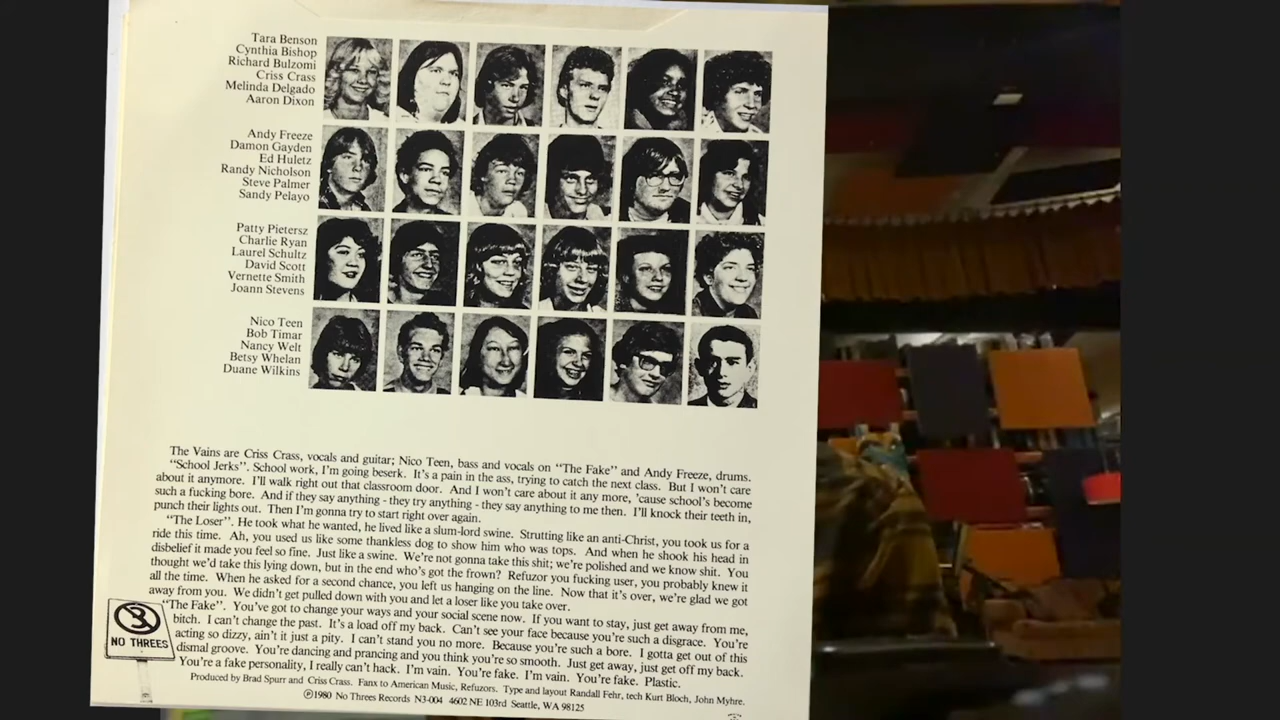 Tara Benson
Cynthia Bishop
Richard Bulzomi
Criss Crass
Melinda Delgado
Aaron Dixon
Andy Freeze
Damon Gayden
Ed Huletz
Randy Nicholson
Steve Palmer
Sandy Pelayo
Patty Pietersz
Charlie Ryan
Laurel Schultz
David Scott
Vernette Smith
Joann Stevens
Nico Teen
Bob Timar
Nancy Welt
Betsy Whelan
Duane Wilkins
The Vains are Criss Crass, vocals and guitar; Nico Teen, bass and vocals on "The Fake" and Andy Freeze, drums.
"School Jerks". School work, I'm going beserk. It's a pain in the ass, trying to catch the next class. But I won't care
about it anymore. I'll walk right out that classroom door. And I won't care about it any more, 'cause school's become
such a fucking bore. And if they say anything - they try anything - they say anything to me then. I'll knock their teeth in,
punch their lights out. Then I'm gonna try to start right over again.
"The Loser". He took what he wanted, he lived like a slum-lord swine. Strutting like an anti-Christ, you took us for a
ride this time. Ah, you used us like some thankless dog to show him who was tops. And when he shook his head in
disbelief it made you feel so fine. Just like a swine. We're not gonna take this shit; we're polished and we know shit. You
thought we'd take this lying down, but in the end who's got the frown? Refuzor you fucking user, you probably knew it
all the time. When he asked for a second chance, you left us hanging on the line. Now that it's over, we're glad we got
away from you. We didn't get pulled down with you and let a loser like you take over.
"The Fake". You've got to change your ways and your social scene now. If you want to stay, just get away from me,
bitch. I can't change the past. It's a load off my back. Can't see your face because you're such a disgrace. You're
acting so dizzy, ain't it just a pity. I can't stand you no more. Because you're such a bore. I gotta get out of this
dismal groove. You're dancing and prancing and you think you're so smooth. Just get away, just get off my back.
You're a fake personality, I really can't hack. I'm vain. You're fake. I'm vain. You're fake. Plastic.
NO THREES
Produced by Brad Spurr and Criss Crass. Fanx to American Music, Refuzors. Type and layout Randall Fehr, tech Kurt Bloch, John Myhre.
Ⓟ1980 No Threes Records N3-004 4602 NE 103rd Seattle, WA 98125